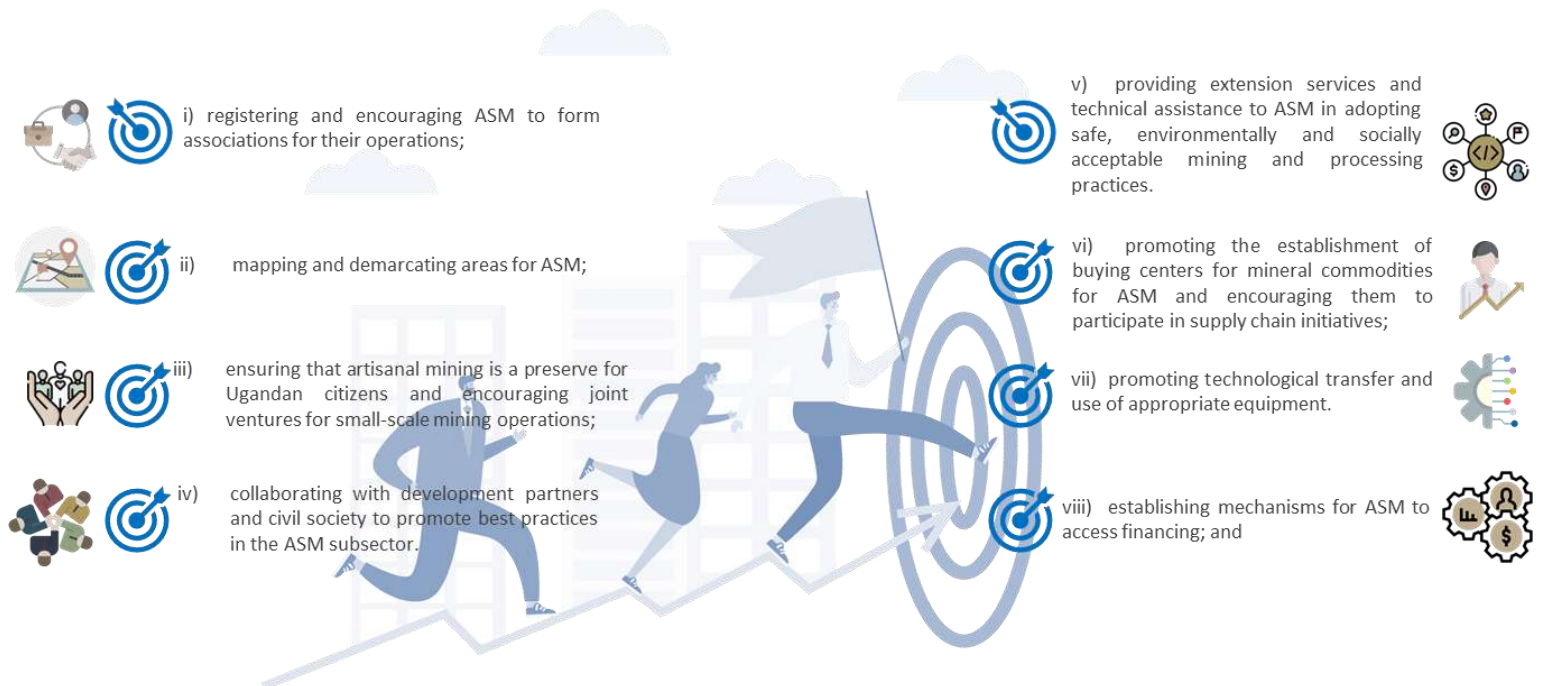 i) registering and encouraging ASM to form
associations for their operations;
ii) mapping and demarcating areas for ASM;
iii) ensuring that artisanal mining is a preserve for
Ugandan citizens and encouraging joint
ventures for small-scale mining operations;
iv) collaborating with development partners
and civil society to promote best practices
in the ASM subsector.
v) providing extension services and
technical assistance to ASM in adopting
safe, environmentally and socially
acceptable mining and processing
practices.
vi) promoting the establishment of
buying centers for mineral commodities
for ASM and encouraging them to
participate in supply chain initiatives;
vii) promoting technological transfer and
use of appropriate equipment.
viii) establishing mechanisms for ASM to
access financing; and